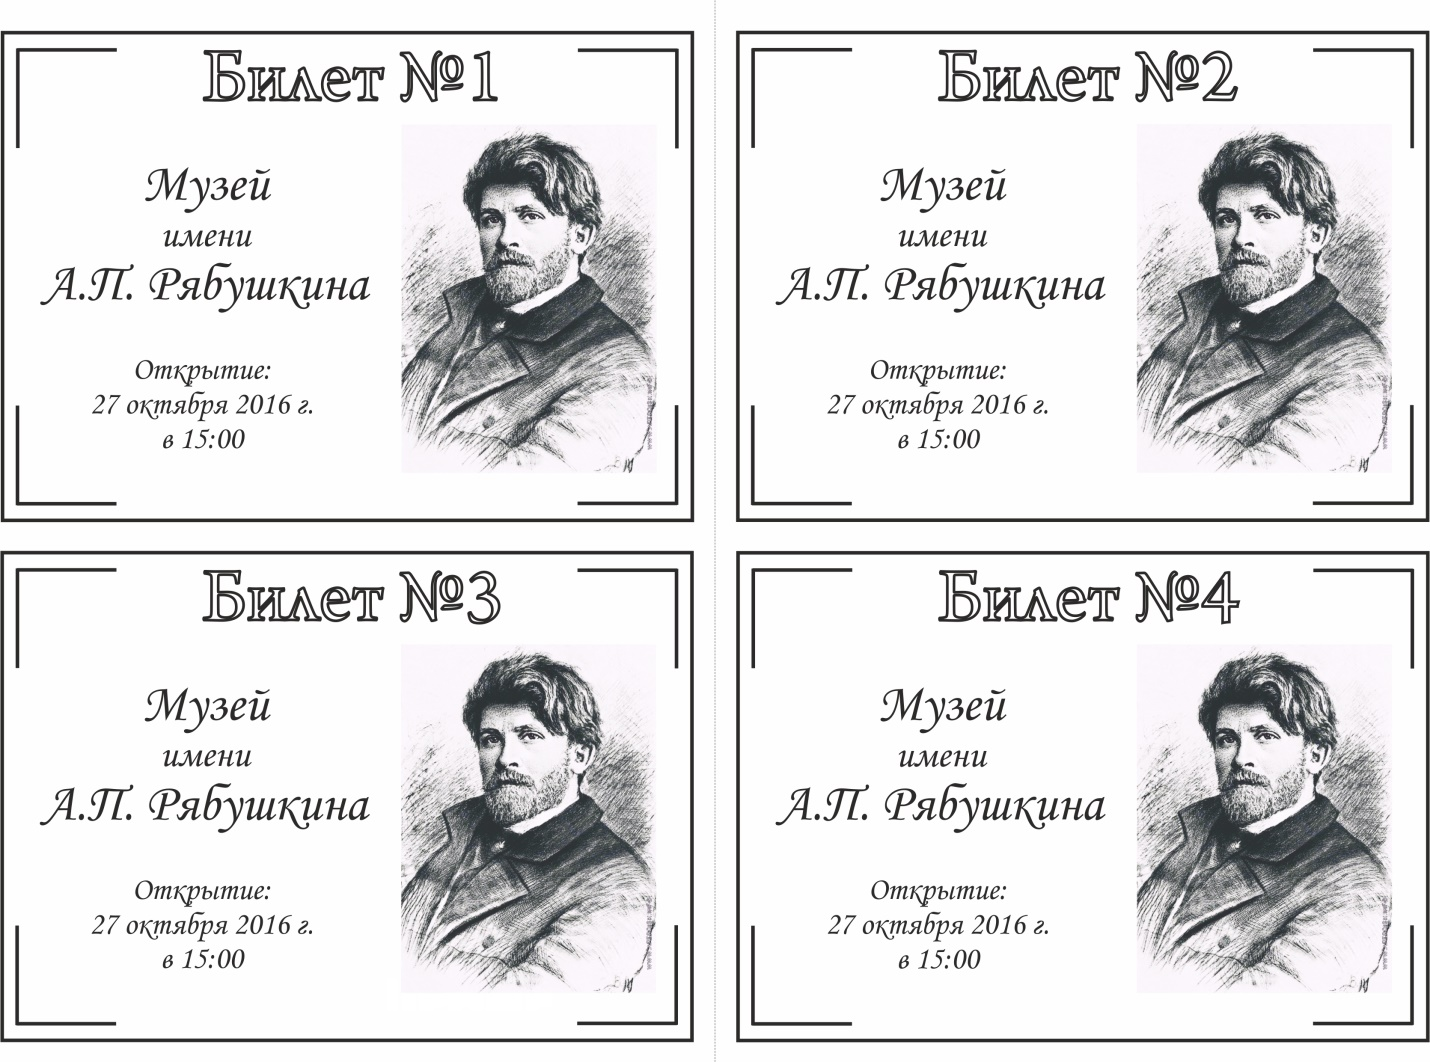 Билет №1
Музей
имени
А.П. Рябушкина
Открытие:
27 октября 2016 г.
в 15:00
Билет №2
Музей
имени
А.П. Рябушкина
Открытие:
27 октября 2016 г.
в 15:00
Билет №3
Музей
имени
А.П. Рябушкина
Открытие:
27 октября 2016 г.
в 15:00
Билет №4
Музей
имени
А.П. Рябушкина
Открытие:
27 октября 2016 г.
в 15:00